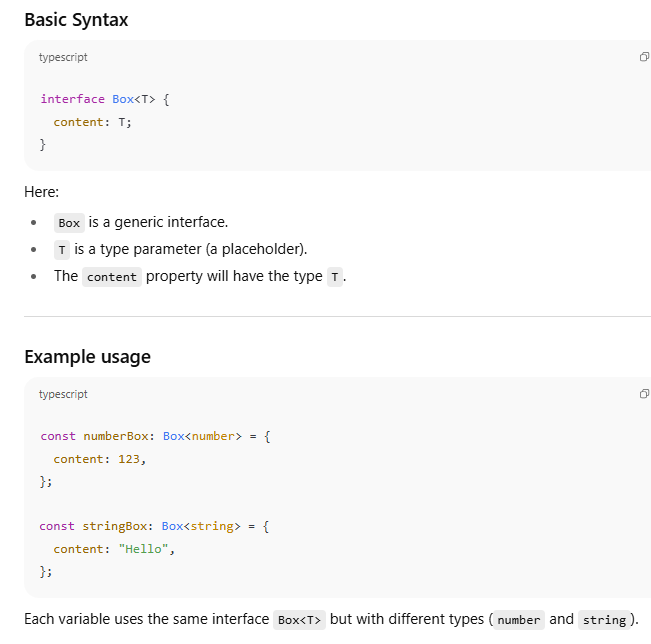 Basic Syntax
typescript
interface Box<T> {
  content: T;
}
Here:
• Box is a generic interface.
• T is a type parameter (a placeholder).
• The content property will have the type T.
Example usage
typescript
const numberBox: Box<number> = {
  content: 123,
};
const stringBox: Box<string> = {
  content: "Hello",
};
Each variable uses the same interface Box<T> but with different types ( number and string ).